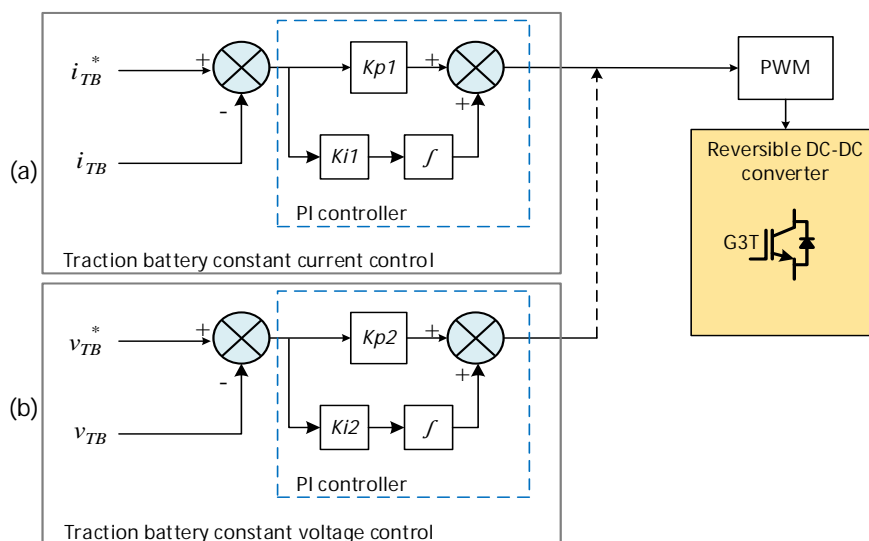 (a)
i_TB^*
+
-
i_TB
Kp1
+
+
Ki1
∫
PI controller
Traction battery constant current control
PWM
Reversible DC-DC
converter
G3T
(b)
v_TB^*
+
-
v_TB
Kp2
+
+
Ki2
∫
PI controller
Traction battery constant voltage control